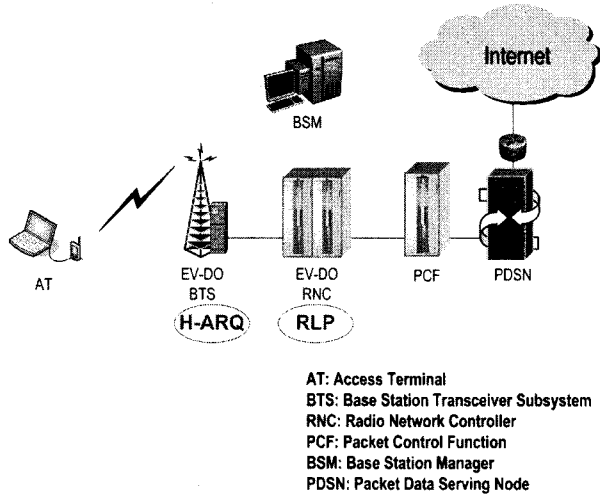 Internet
BSM
AT
EV-DO
BTS
EV-DO
RNC
PCF
PDSN
H-ARQ
RLP
AT: Access Terminal
BTS: Base Station Transceiver Subsystem
RNC: Radio Network Controller
PCF: Packet Control Function
BSM: Base Station Manager
PDSN: Packet Data Serving Node